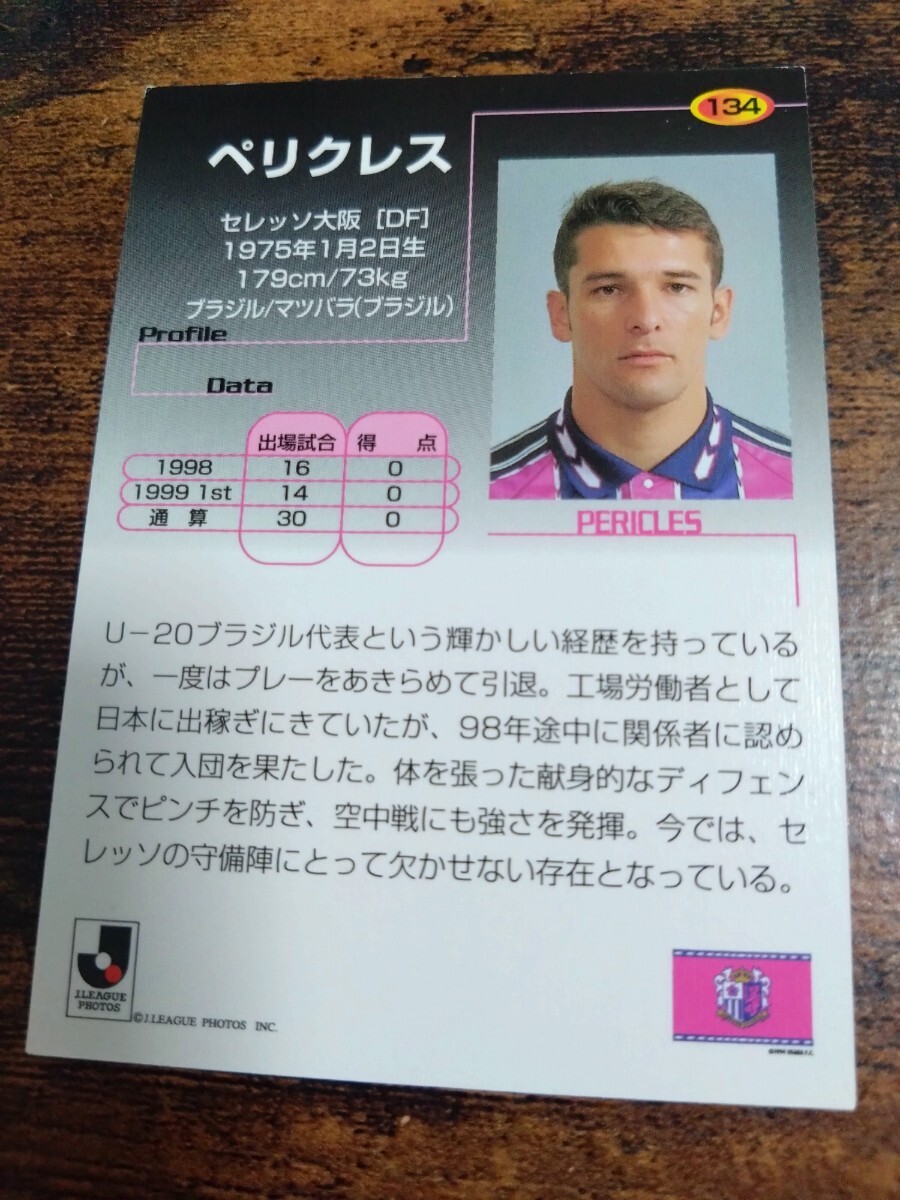 134
ペリクレス
セレッソ大阪 [DF]
1975年1月2日生
179cm/73kg
ブラジル/マツバラ(ブラジル)
Profile
Data
出場試合 得 点
1998 16 0
1999 1st 14 0
通 算 30 0
PERICLES
U−20ブラジル代表という輝かしい経歴を持っている
が、一度はプレーをあきらめて引退。工場労働者として
日本に出稼ぎにきていたが、98年途中に関係者に認め
られて入団を果たした。体を張った献身的なディフェン
スでピンチを防ぎ、空中戦にも強さを発揮。今では、セ
レッソの守備陣にとって欠かせない存在となっている。
J.LEAGUE
PHOTOS
©J.LEAGUE PHOTOS INC.